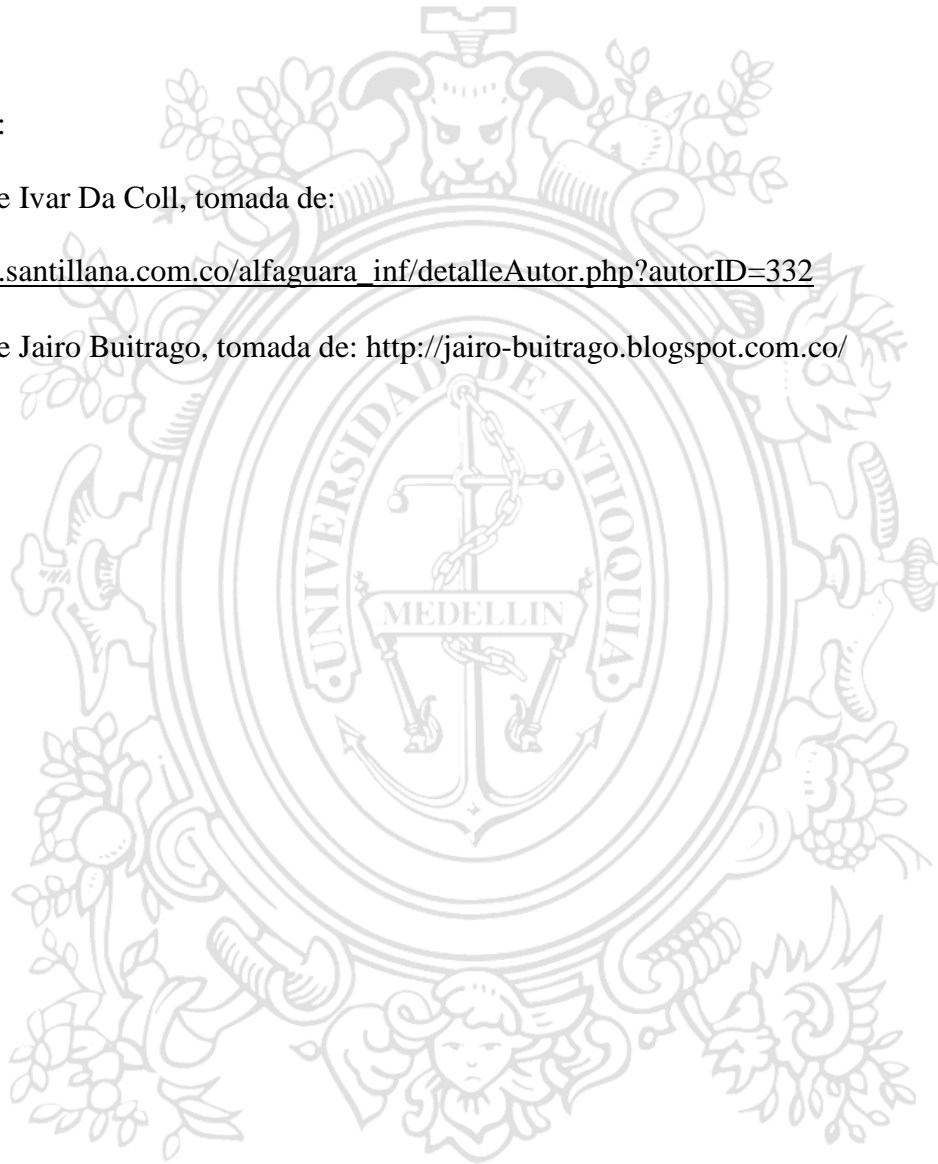 :
e Ivar Da Coll, tomada de:
.santillana.com.co/alfaguara_inf/detalleAutor.php?autorID=332
e Jairo Buitrago, tomada de: http://jairo-buitrago.blogspot.com.co/
UNIVERSIDAD DE ANTIOQUIA
MEDELLIN